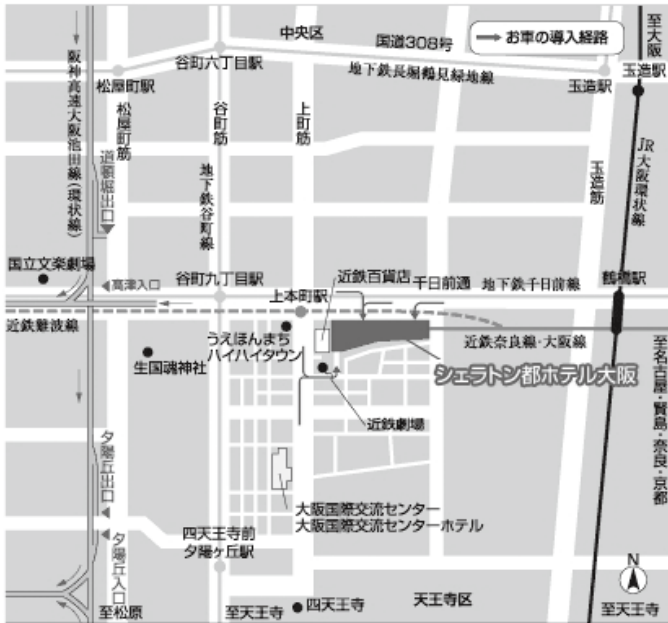 中央区
国道308号
お車の導入経路
至大阪
谷町六丁目駅
地下鉄長堀鶴見緑地線
松屋町駅
玉造駅
玉造駅
阪神高速大阪池田線(環状線)
松屋町筋
谷町筋
上町筋
道頓堀出口
地下鉄谷町線
玉造筋
JR大阪環状線
国立文楽劇場
高津入口
谷町九丁目駅
近鉄百貨店
千日前通
地下鉄千日前線
鶴橋駅
上本町駅
近鉄難波線
うえほんまち
ハイハイタウン
近鉄奈良線・大阪線
生国魂神社
シェラトン都ホテル大阪
至名古屋・賢島・奈良・京都
近鉄劇場
夕陽丘出口
大阪国際交流センター
大阪国際交流センターホテル
四天王寺前
夕陽ヶ丘駅
夕陽丘入口
N
至松原
至天王寺
四天王寺
天王寺区
至天王寺